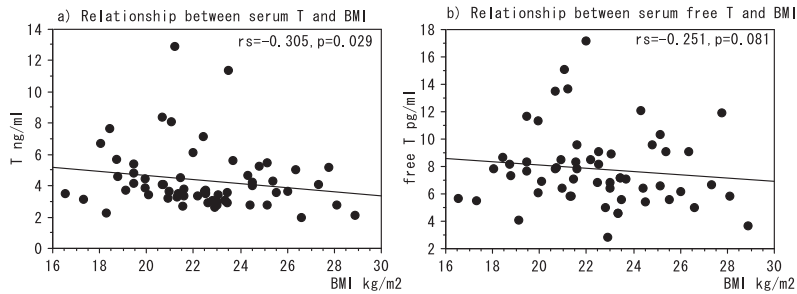 a) Relationship between serum T and BMI
rs=-0.305, p=0.029
T ng/ml
14
12
10
8
6
4
2
0
16 18 20 22 24 26 28 30
BMI kg/m2
b) Relationship between serum free T and BMI
rs=-0.251, p=0.081
free T pg/ml
18
16
14
12
10
8
6
4
2
16 18 20 22 24 26 28 30
BMI kg/m2